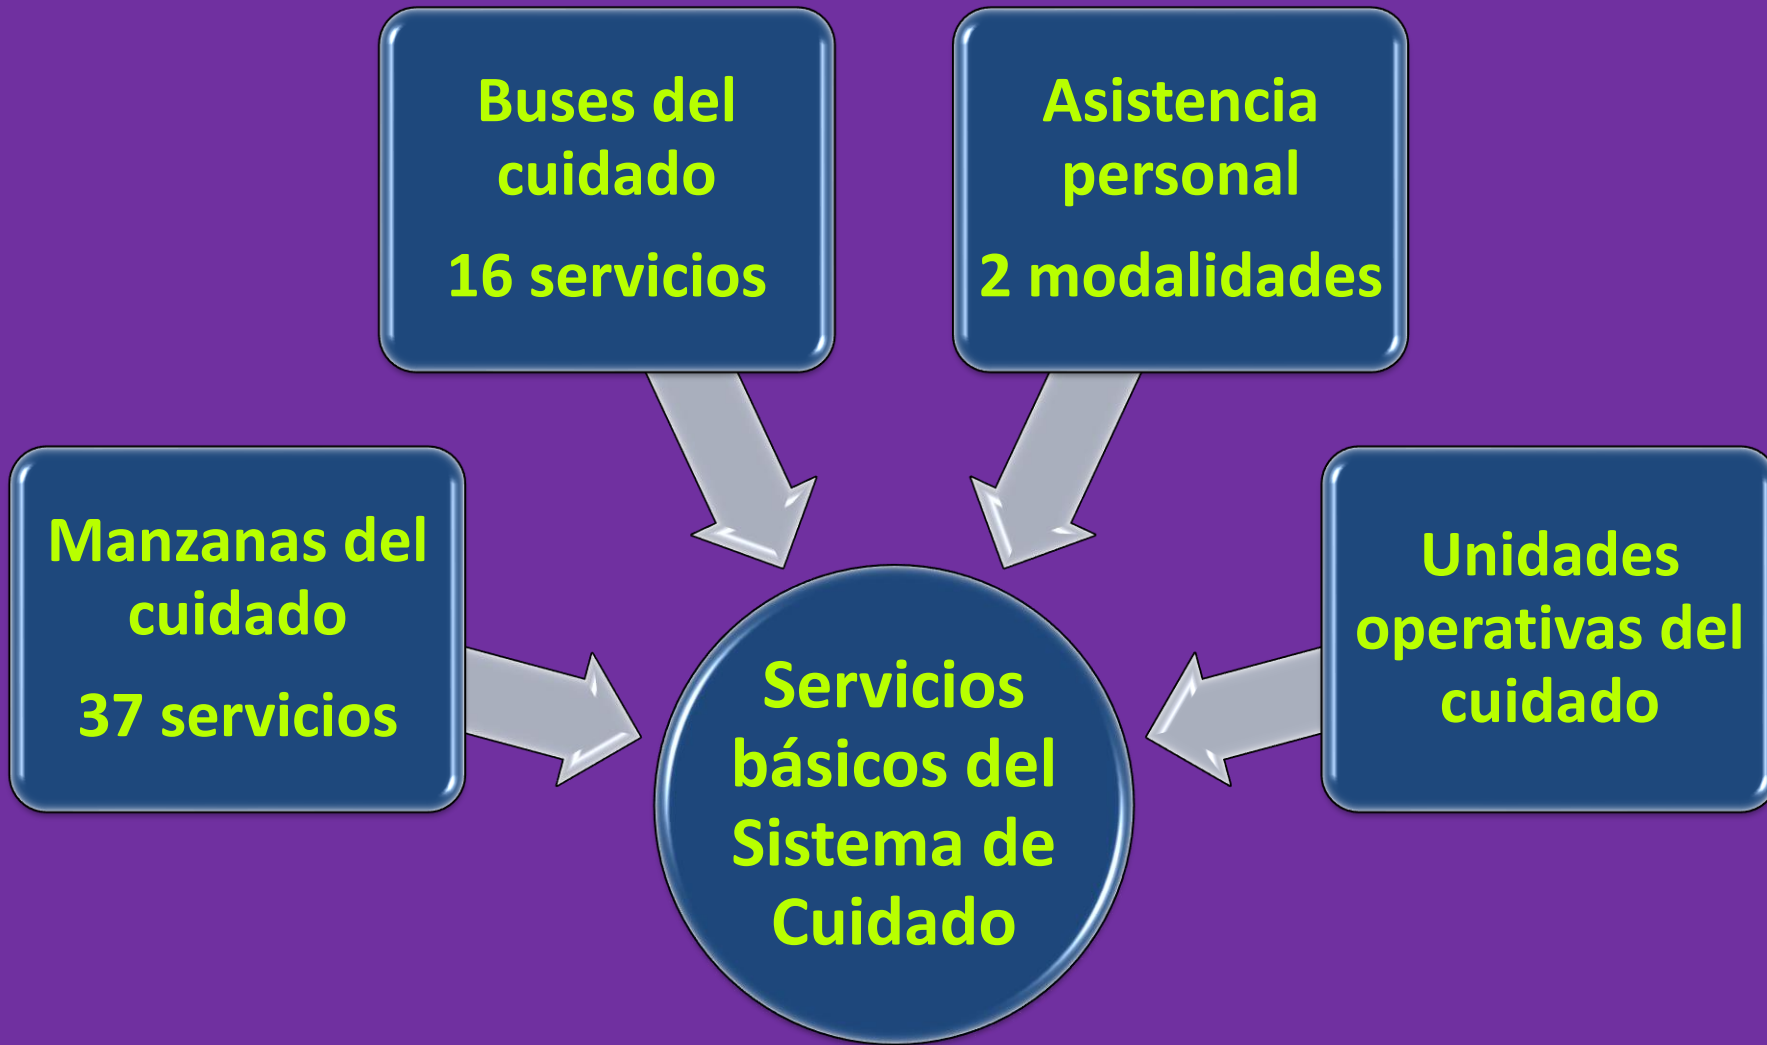 Buses del
cuidado
16 servicios
Asistencia
personal
2 modalidades
Manzanas del
cuidado
37 servicios
Unidades
operativas del
cuidado
Servicios
básicos del
Sistema de
Cuidado